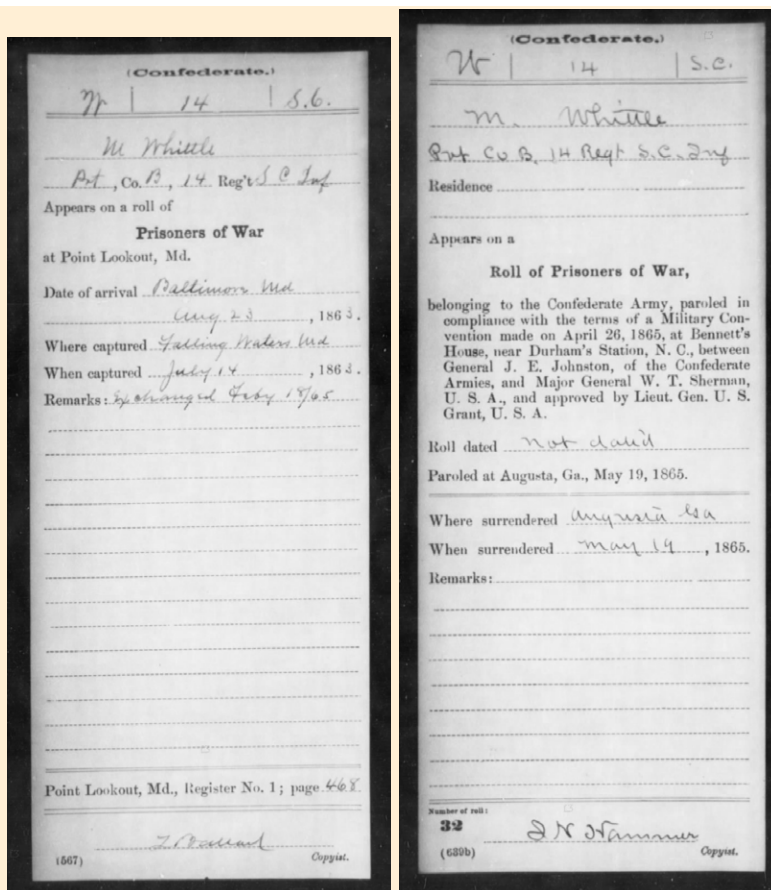 (Confederate.)
W | 14 | S.C.
M Whittle
Pvt, Co. B, 14 Reg't S C Inf
Appears on a roll of
Prisoners of War
at Point Lookout, Md.
Date of arrival Baltimore Md
Aug 23, 1863.
Where captured Falling Waters Md
When captured July 14, 1863.
Remarks: Exchanged Feby 18/65
Point Lookout, Md., Register No. 1; page 468
(567)
Copyist.
(Confederate.)
W | 14 | S.C.
M. Whittle
Pvt Co B, 14 Regt S.C. Inf
Residence
Appears on a
Roll of Prisoners of War,
belonging to the Confederate Army, paroled in
compliance with the terms of a Military Con-
vention made on April 26, 1865, at Bennett's
House, near Durham's Station, N. C., between
General J. E. Johnston, of the Confederate
Armies, and Major General W. T. Sherman,
U. S. A., and approved by Lieut. Gen. U. S.
Grant, U. S. A.
Roll dated not dated
Paroled at Augusta, Ga., May 19, 1865.
Where surrendered Augusta Ga
When surrendered May 19, 1865.
Remarks:
Number of roll:
32
Hammer
(639b)
Copyist.